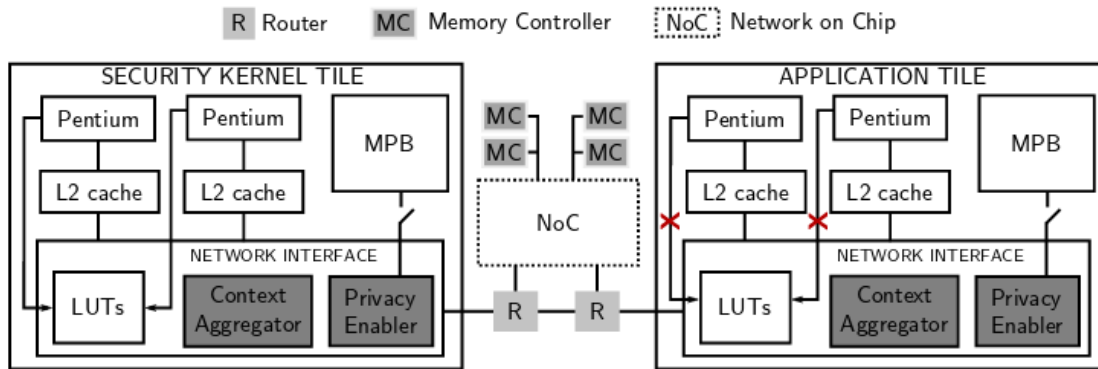 R Router MC Memory Controller NoC Network on Chip
SECURITY KERNEL TILE
Pentium Pentium
MPB
L2 cache L2 cache
NETWORK INTERFACE
LUTs
Context
Aggregator
Privacy
Enabler
MC MC
MC MC
NoC
R R
APPLICATION TILE
Pentium Pentium
MPB
L2 cache L2 cache
NETWORK INTERFACE
LUTs
Context
Aggregator
Privacy
Enabler